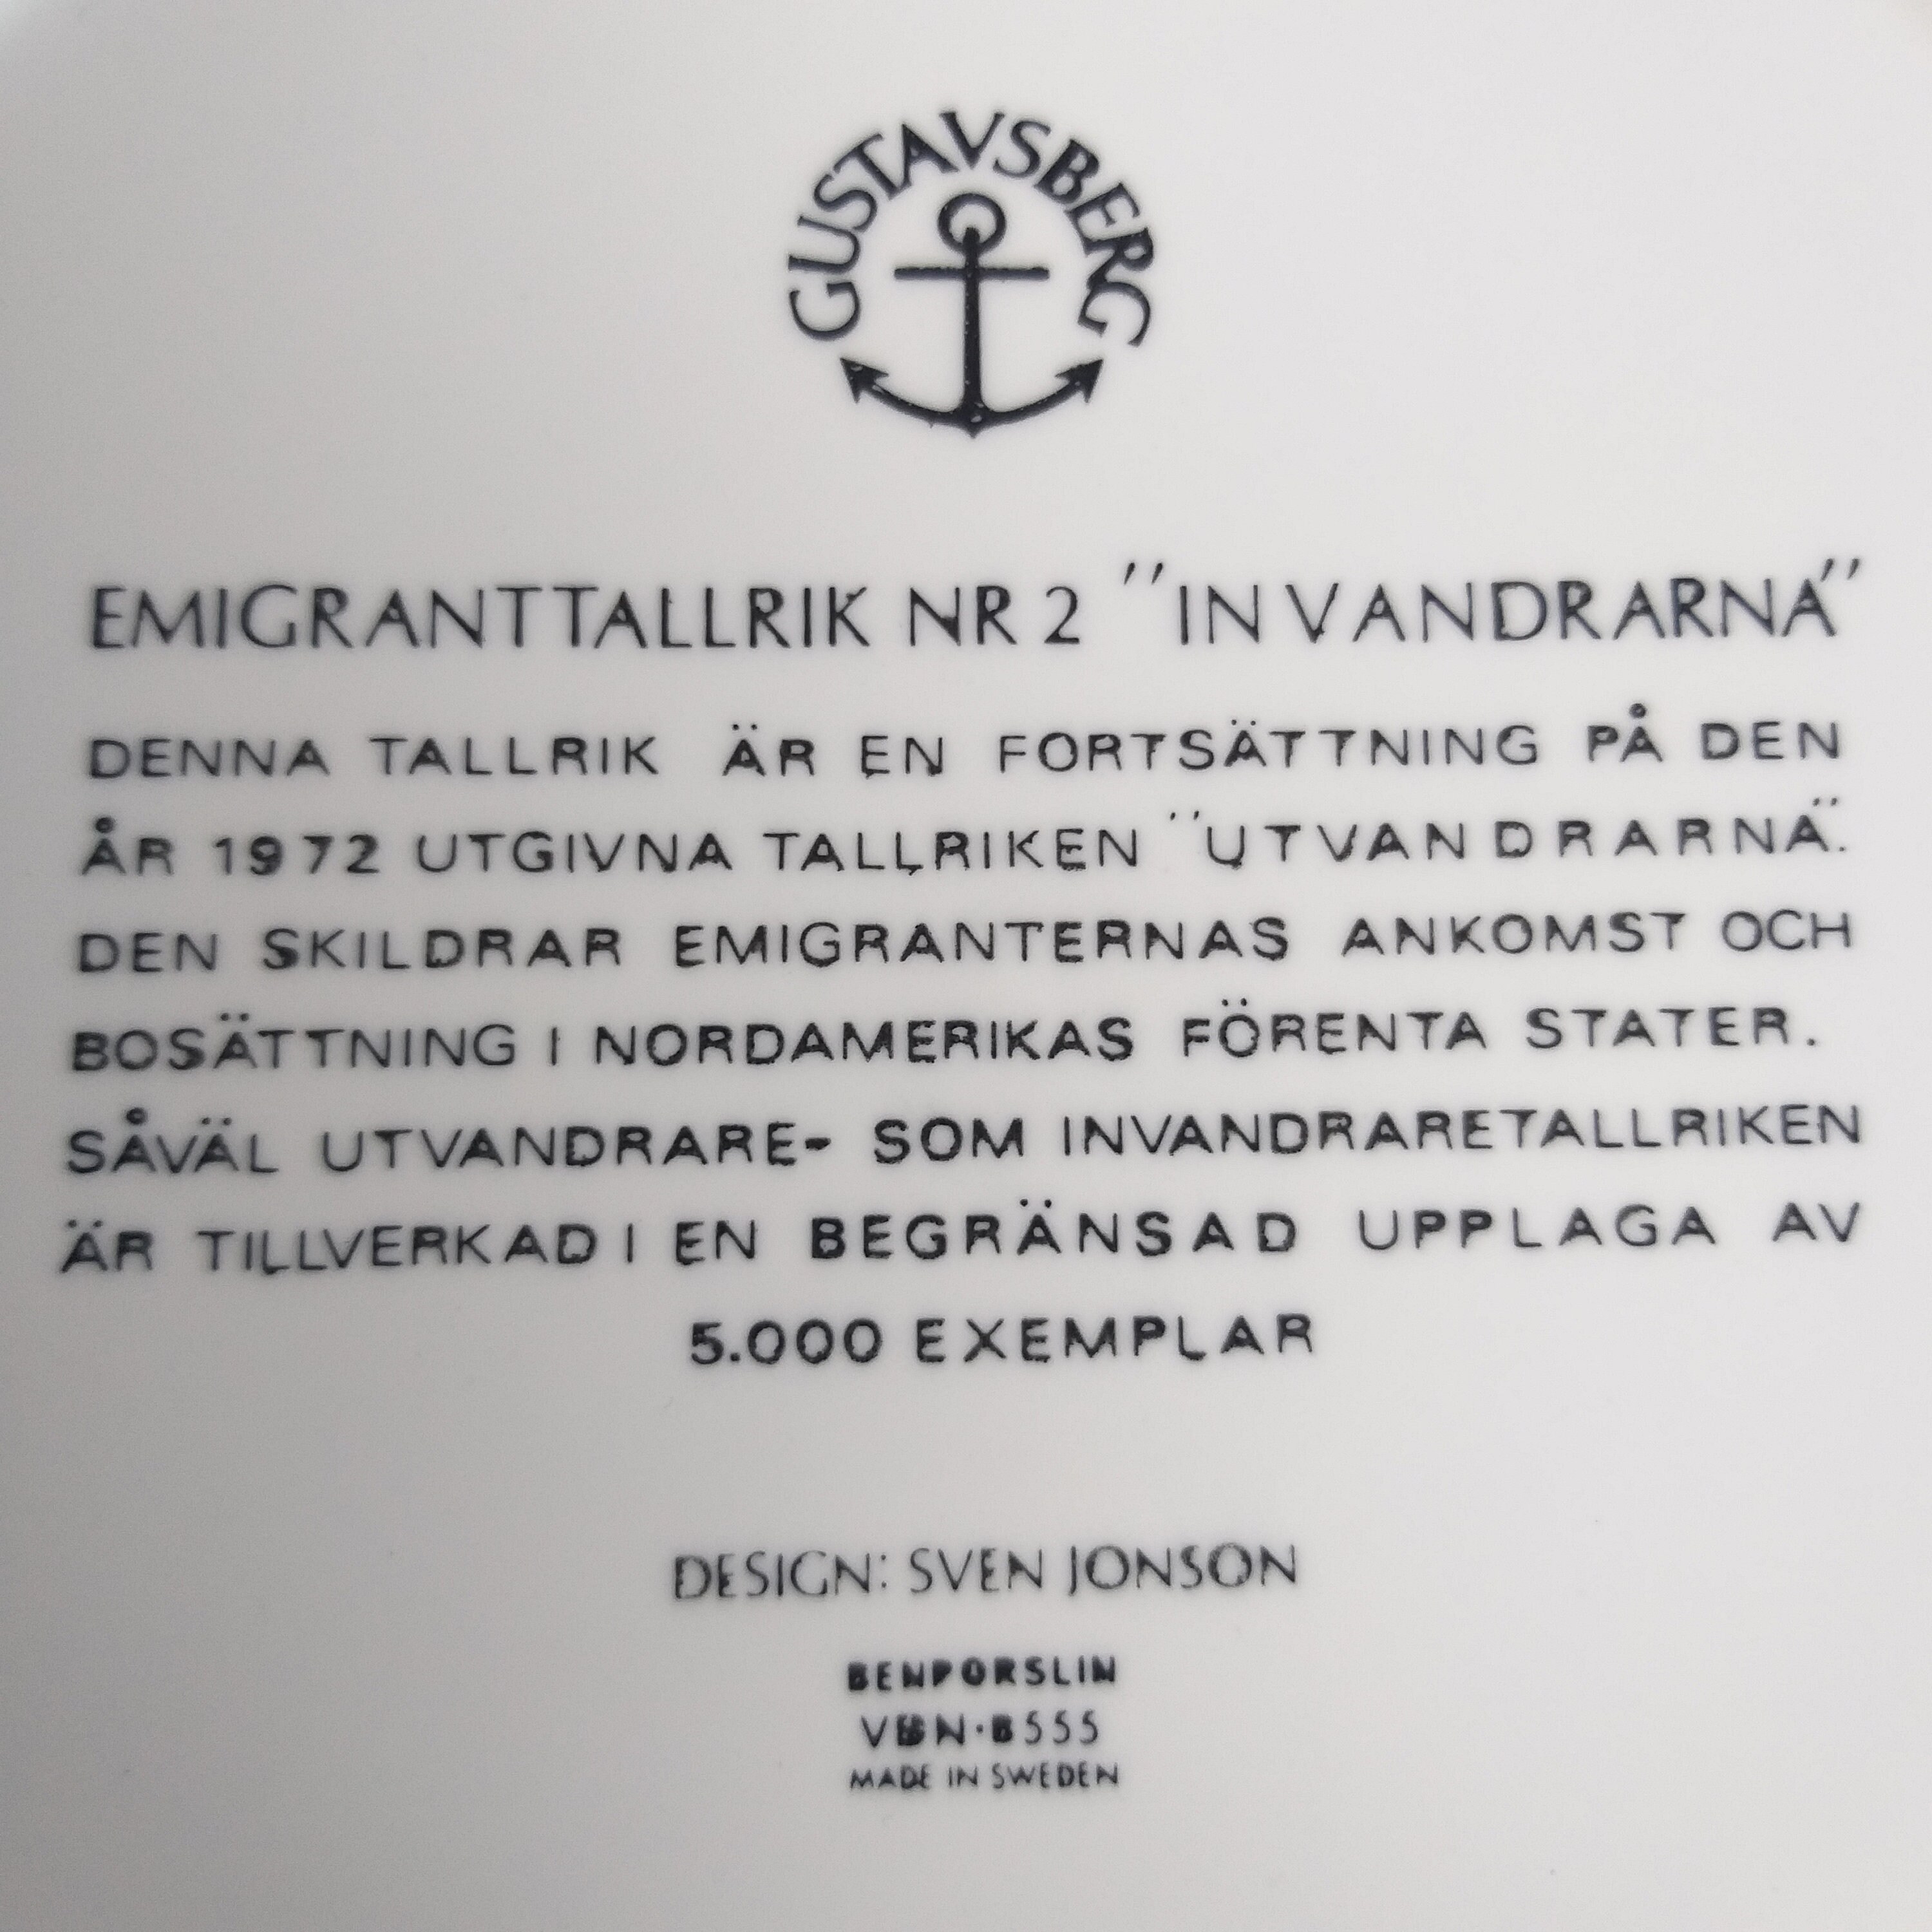 GUSTAVSBERG
EMIGRANTTALLRIK NR 2 "INVANDRARNA"
DENNA TALLRIK ÄR EN FORTSÄTTNING PÅ DEN
ÅR 1972 UTGIVNA TALLRIKEN "UTVANDRARNA".
DEN SKILDRAR EMIGRANTERNAS ANKOMST OCH
BOSÄTTNING I NORDAMERIKAS FÖRENTA STATER.
SÅVÄL UTVANDRARE- SOM INVANDRARETALLRIKEN
ÄR TILLVERKAD I EN BEGRÄNSAD UPPLAGA AV
5.000 EXEMPLAR
DESIGN: SVEN JONSON
BENPORSLIN
VBN·B555
MADE IN SWEDEN